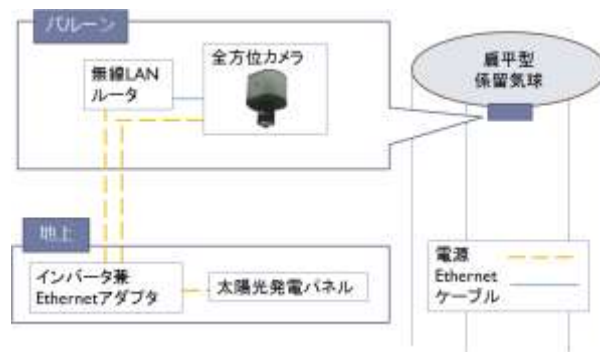 バルーン
無線LAN
ルータ
全方位カメラ
扁平型
係留気球
地上
インバータ兼
Ethernetアダプタ
太陽光発電パネル
電源
Ethernet
ケーブル